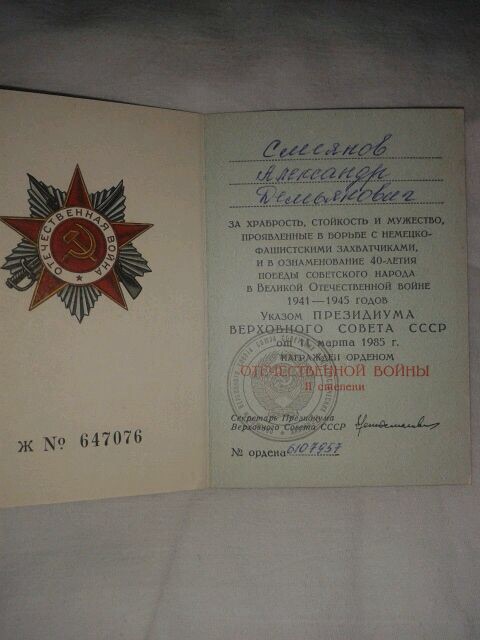 ОТЕЧЕСТВЕННАЯ ВОЙНА
Ж № 647076
Александр
Демьянович
ЗА ХРАБРОСТЬ, СТОЙКОСТЬ И МУЖЕСТВО,
ПРОЯВЛЕННЫЕ В БОРЬБЕ С НЕМЕЦКО-
ФАШИСТСКИМИ ЗАХВАТЧИКАМИ,
И В ОЗНАМЕНОВАНИЕ 40-ЛЕТИЯ
ПОБЕДЫ СОВЕТСКОГО НАРОДА
В ВЕЛИКОЙ ОТЕЧЕСТВЕННОЙ ВОЙНЕ
1941—1945 ГОДОВ
УКАЗОМ ПРЕЗИДИУМА
ВЕРХОВНОГО СОВЕТА СССР
от 11 марта 1985 г.
НАГРАЖДЕН ОРДЕНОМ
ОТЕЧЕСТВЕННОЙ ВОЙНЫ
II степени
Секретарь Президиума
Верховного Совета СССР
№ ордена 6107957